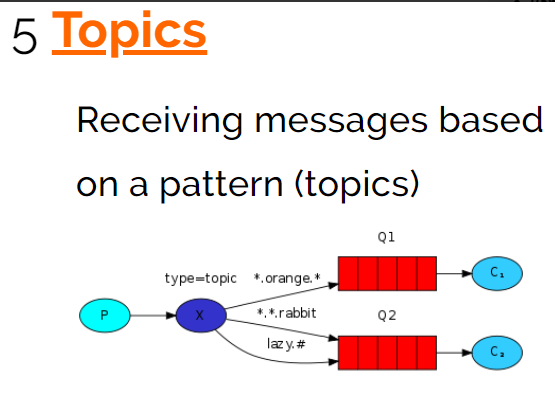 5 Topics
Receiving messages based
on a pattern (topics)
Q1
type=topic *.orange.* C₁
P X *.*.rabbit Q2
lazy.# C₂